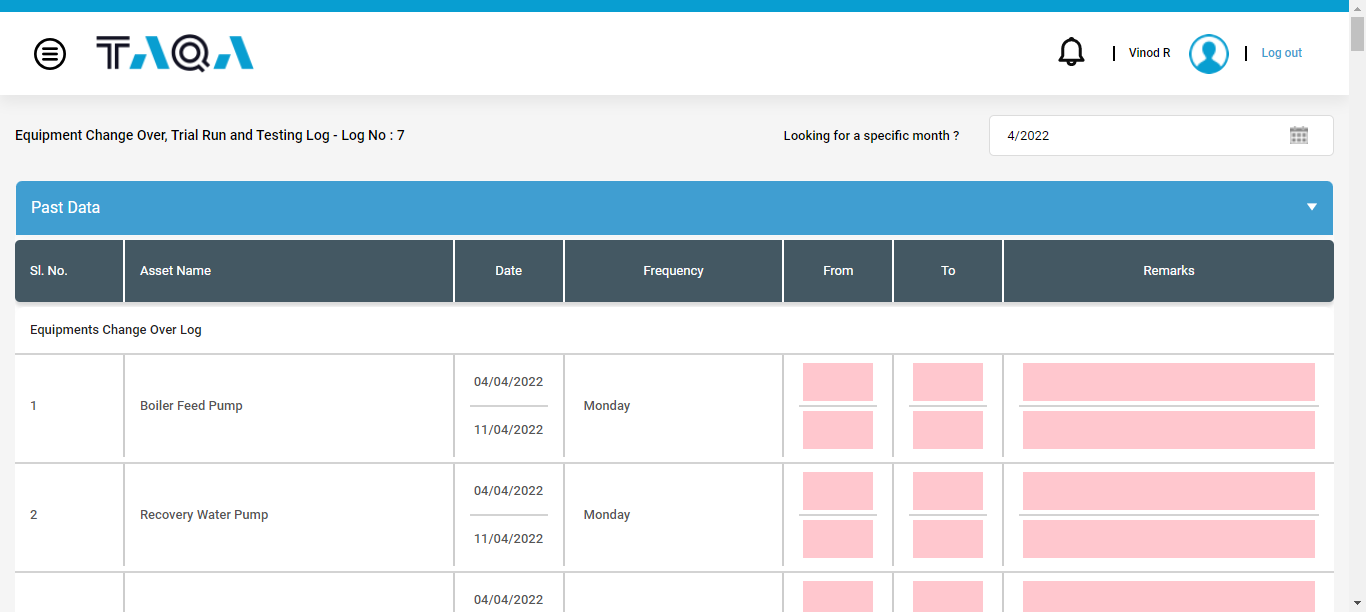 TAQA
Vinod R
Log out
Equipment Change Over, Trial Run and Testing Log - Log No : 7
Looking for a specific month ?
4/2022
Past Data
Sl. No.
Asset Name
Date
Frequency
From
To
Remarks
Equipments Change Over Log
1
Boiler Feed Pump
04/04/2022
11/04/2022
Monday
2
Recovery Water Pump
04/04/2022
11/04/2022
Monday
04/04/2022